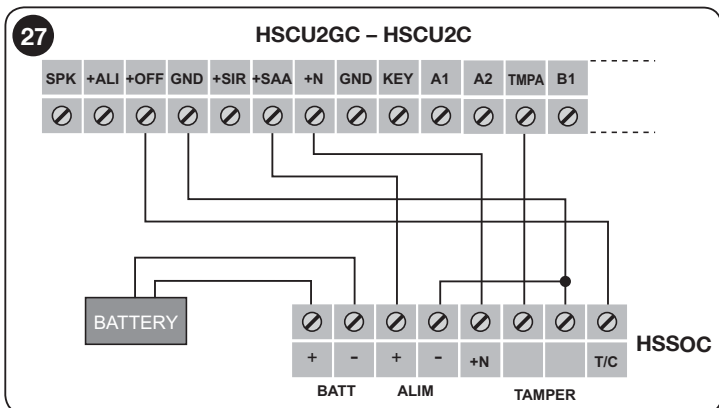 27
HSCU2GC – HSCU2C
SPK +ALI +OFF GND +SIR +SAA +N GND KEY A1 A2 TMPA B1
BATTERY
HSSOC
+ - + - +N T/C
BATT ALIM TAMPER